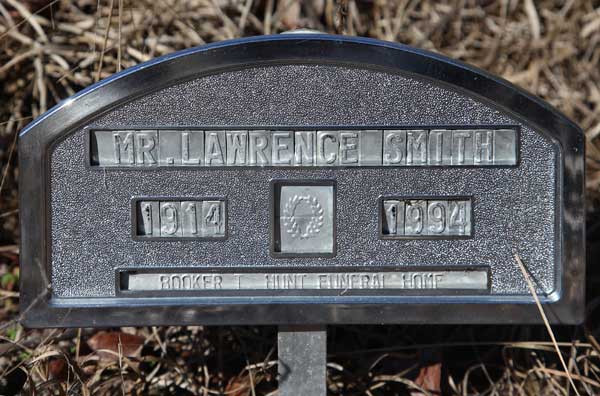 MR. LAWRENCE SMITH
1914 1994
BOOKER T. HUNT FUNERAL HOME